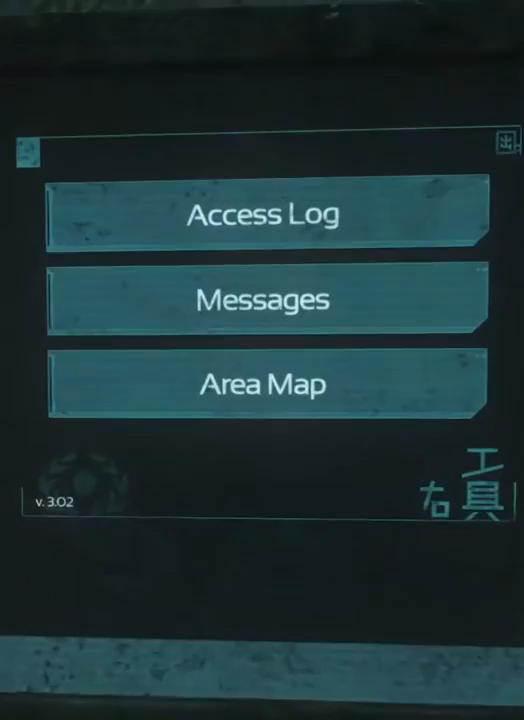 Access Log
Messages
Area Map
工
右具
v. 3.02